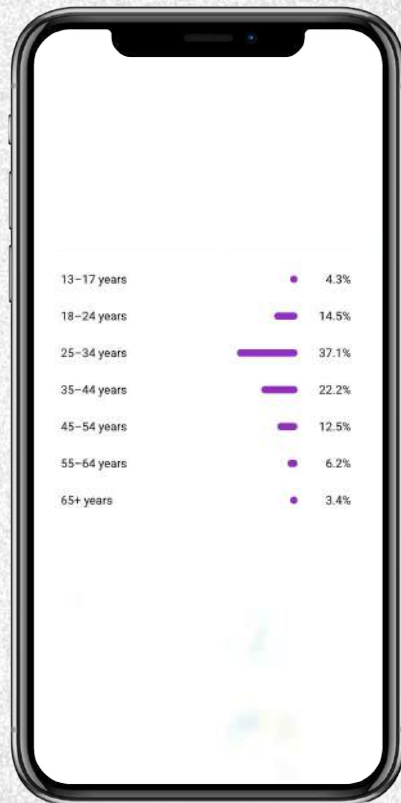 13–17 years 4.3%
18–24 years 14.5%
25–34 years 37.1%
35–44 years 22.2%
45–54 years 12.5%
55–64 years 6.2%
65+ years 3.4%